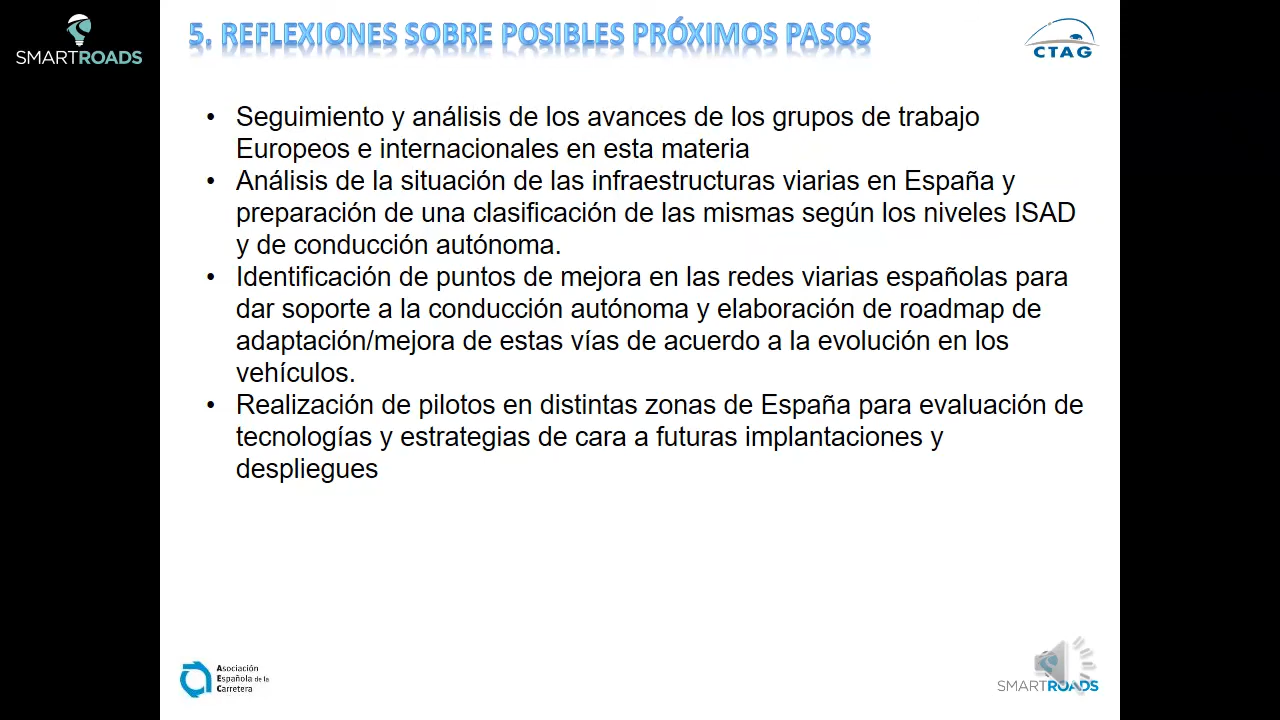 SMARTROADS
5. REFLEXIONES SOBRE POSIBLES PRÓXIMOS PASOS
CTAG
• Seguimiento y análisis de los avances de los grupos de trabajo
Europeos e internacionales en esta materia
• Análisis de la situación de las infraestructuras viarias en España y
preparación de una clasificación de las mismas según los niveles ISAD
y de conducción autónoma.
• Identificación de puntos de mejora en las redes viarias españolas para
dar soporte a la conducción autónoma y elaboración de roadmap de
adaptación/mejora de estas vías de acuerdo a la evolución en los
vehículos.
• Realización de pilotos en distintas zonas de España para evaluación de
tecnologías y estrategias de cara a futuras implantaciones y
despliegues
Asociación
Española de la
Carretera
SMARTROADS